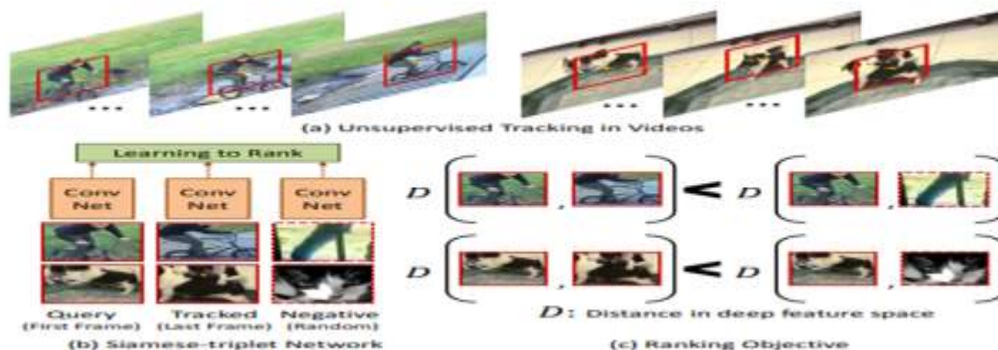 ...
...
(a) Unsupervised Tracking in Videos
Learning to Rank
Conv Net
Conv Net
Conv Net
Query
(First Frame)
Tracked
(Last Frame)
Negative
(Random)
(b) Siamese-triplet Network
D ( , ) < D ( , )
D ( , ) < D ( , )
D: Distance in deep feature space
(c) Ranking Objective